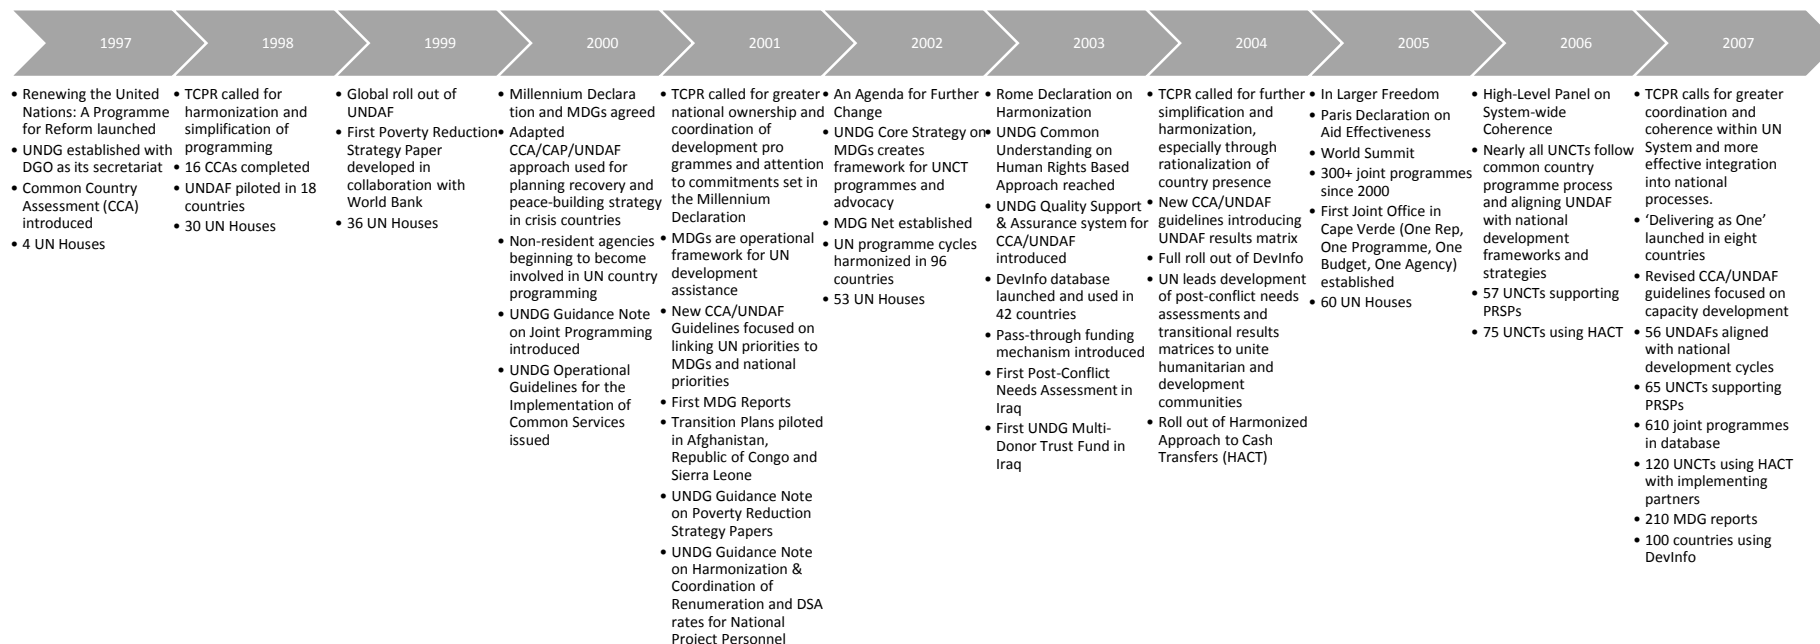 1997
1998
1999
2000
2001
2002
2003
2004
2005
2006
2007
• Renewing the United
Nations: A Programme
for Reform launched
• UNDG established with
DGO as its secretariat
• Common Country
Assessment (CCA)
introduced
• 4 UN Houses
• TCPR called for
harmonization and
simplification of
programming
• 16 CCAs completed
• UNDAF piloted in 18
countries
• 30 UN Houses
• Global roll out of
UNDAF
• First Poverty Reduction
Strategy Paper
developed in
collaboration with
World Bank
• 36 UN Houses
• Millennium Declara
tion and MDGs agreed
• Adapted
CCA/CAP/UNDAF
approach used for
planning recovery and
peace-building strategy
in crisis countries
• Non-resident agencies
beginning to become
involved in UN country
programming
• UNDG Guidance Note
on Joint Programming
introduced
• UNDG Operational
Guidelines for the
Implementation of
Common Services
issued
• TCPR called for greater
national ownership and
coordination of
development pro
grammes and attention
to commitments set in
the Millennium
Declaration
• MDGs are operational
framework for UN
development
assistance
• New CCA/UNDAF
Guidelines focused on
linking UN priorities to
MDGs and national
priorities
• First MDG Reports
• Transition Plans piloted
in Afghanistan,
Republic of Congo and
Sierra Leone
• UNDG Guidance Note
on Poverty Reduction
Strategy Papers
• UNDG Guidance Note
on Harmonization &
Coordination of
Renumeration and DSA
rates for National
Project Personnel
• An Agenda for Further
Change
• UNDG Core Strategy on
MDGs creates
framework for UNCT
programmes and
advocacy
• MDG Net established
• UN programme cycles
harmonized in 96
countries
• 53 UN Houses
• Rome Declaration on
Harmonization
• UNDG Common
Understanding on
Human Rights Based
Approach reached
• UNDG Quality Support
& Assurance system for
CCA/UNDAF
introduced
• DevInfo database
launched and used in
42 countries
• Pass-through funding
mechanism introduced
• First Post-Conflict
Needs Assessment in
Iraq
• First UNDG Multi-
Donor Trust Fund in
Iraq
• TCPR called for further
simplification and
harmonization,
especially through
rationalization of
country presence
• New CCA/UNDAF
guidelines introducing
UNDAF results matrix
• Full roll out of DevInfo
• UN leads development
of post-conflict needs
assessments and
transitional results
matrices to unite
humanitarian and
development
communities
• Roll out of Harmonized
Approach to Cash
Transfers (HACT)
• In Larger Freedom
• Paris Declaration on
Aid Effectiveness
• World Summit
• 300+ joint programmes
since 2000
• First Joint Office in
Cape Verde (One Rep,
One Programme, One
Budget, One Agency)
established
• 60 UN Houses
• High-Level Panel on
System-wide
Coherence
• Nearly all UNCTs follow
common country
programme process
and aligning UNDAF
with national
development
frameworks and
strategies
• 57 UNCTs supporting
PRSPs
• 75 UNCTs using HACT
• TCPR calls for greater
coordination and
coherence within UN
System and more
effective integration
into national
processes.
• ‘Delivering as One’
launched in eight
countries
• Revised CCA/UNDAF
guidelines focused on
capacity development
• 56 UNDAFs aligned
with national
development cycles
• 65 UNCTs supporting
PRSPs
• 610 joint programmes
in database
• 120 UNCTs using HACT
with implementing
partners
• 210 MDG reports
• 100 countries using
DevInfo